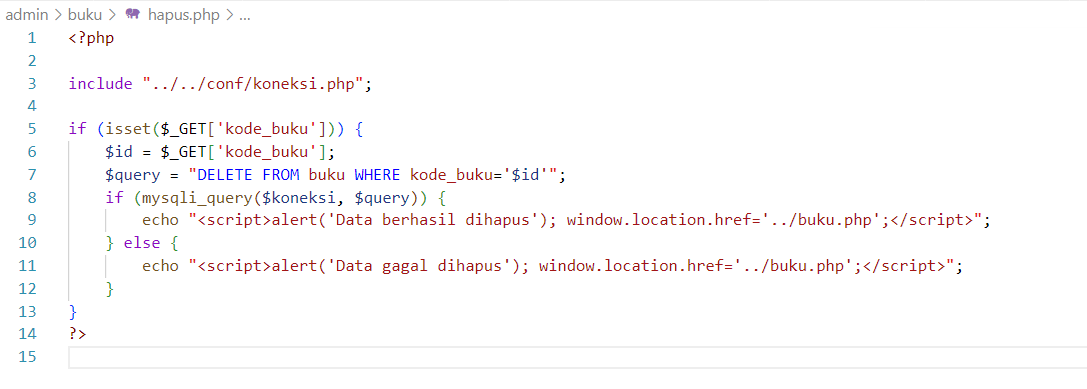 admin > buku > hapus.php > ...
1 <?php
2
3 include "../../conf/koneksi.php";
4
5 if (isset($_GET['kode_buku'])) {
6 $id = $_GET['kode_buku'];
7 $query = "DELETE FROM buku WHERE kode_buku='$id'";
8 if (mysqli_query($koneksi, $query)) {
9 echo "<script>alert('Data berhasil dihapus'); window.location.href='../buku.php';</script>";
10 } else {
11 echo "<script>alert('Data gagal dihapus'); window.location.href='../buku.php';</script>";
12 }
13 }
14 ?>
15